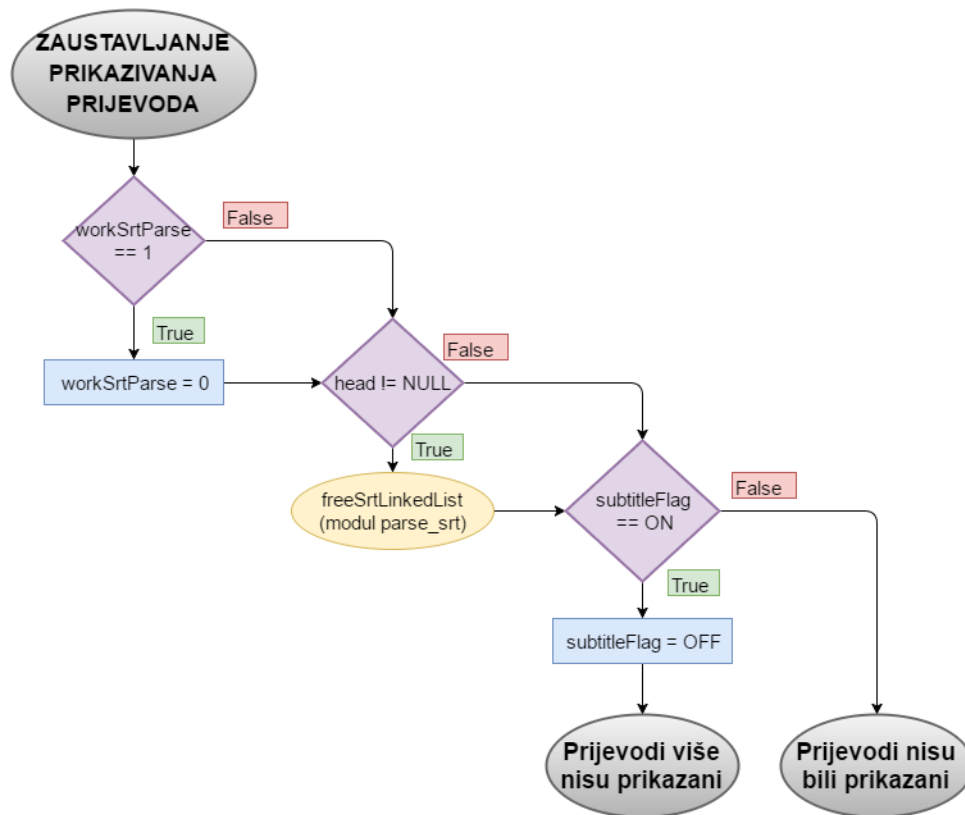 ZAUSTAVLJANJE
PRIKAZIVANJA
PRIJEVODA
workSrtParse
== 1
False
True
workSrtParse = 0
head != NULL
False
True
freeSrtLinkedList
(modul parse_srt)
subtitleFlag
== ON
False
True
subtitleFlag = OFF
Prijevodi više
nisu prikazani
Prijevodi nisu
bili prikazani